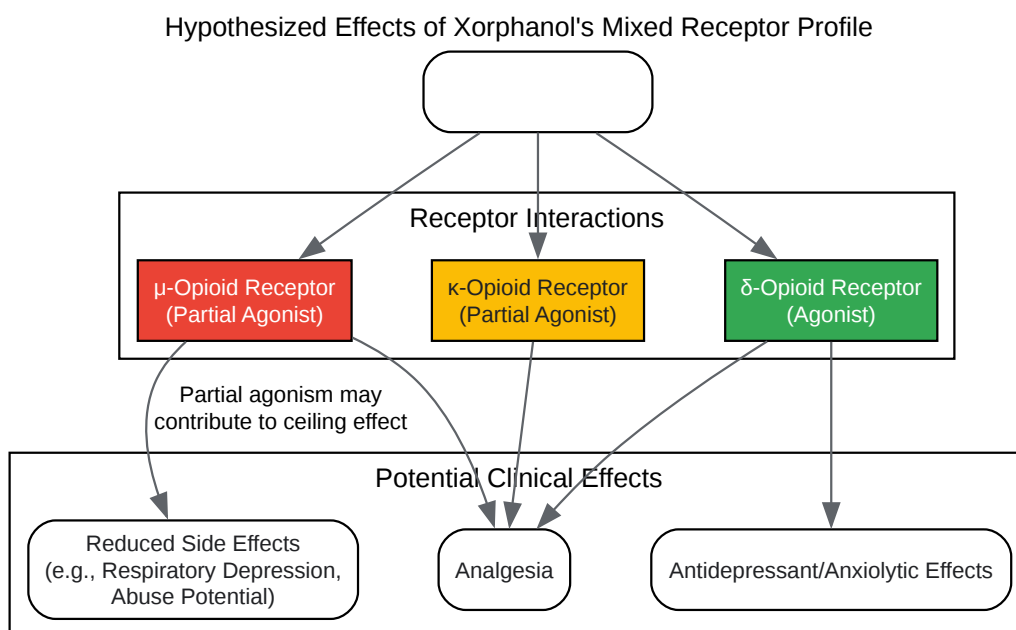 Hypothesized Effects of Xorphanol's Mixed Receptor Profile
Receptor Interactions
μ-Opioid Receptor
(Partial Agonist)
κ-Opioid Receptor
(Partial Agonist)
δ-Opioid Receptor
(Agonist)
Partial agonism may
contribute to ceiling effect
Potential Clinical Effects
Reduced Side Effects
(e.g., Respiratory Depression,
Abuse Potential)
Analgesia
Antidepressant/Anxiolytic Effects